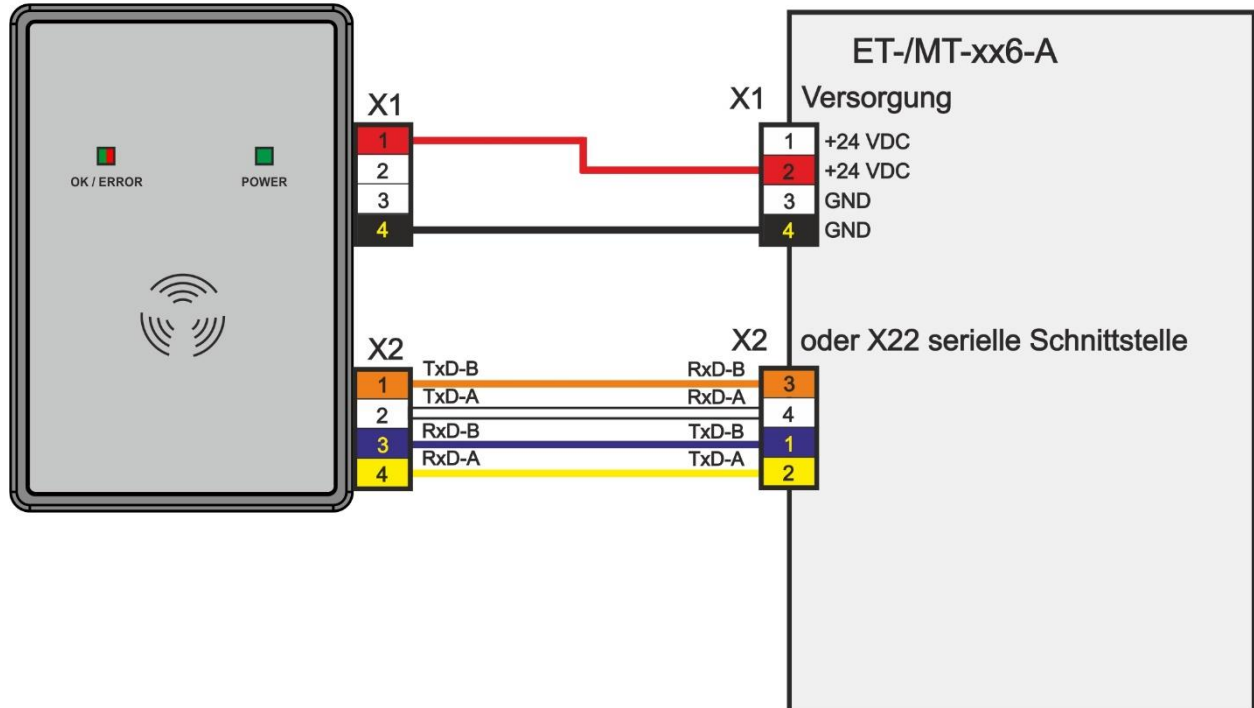 ET-/MT-xx6-A
X1
X1 Versorgung
1
1 +24 VDC
2
2 +24 VDC
3
3 GND
4
4 GND
OK / ERROR
POWER
X2
X2 oder X22 serielle Schnittstelle
1 TxD-B RxD-B 3
2 TxD-A RxD-A 4
3 RxD-B TxD-B 1
4 RxD-A TxD-A 2